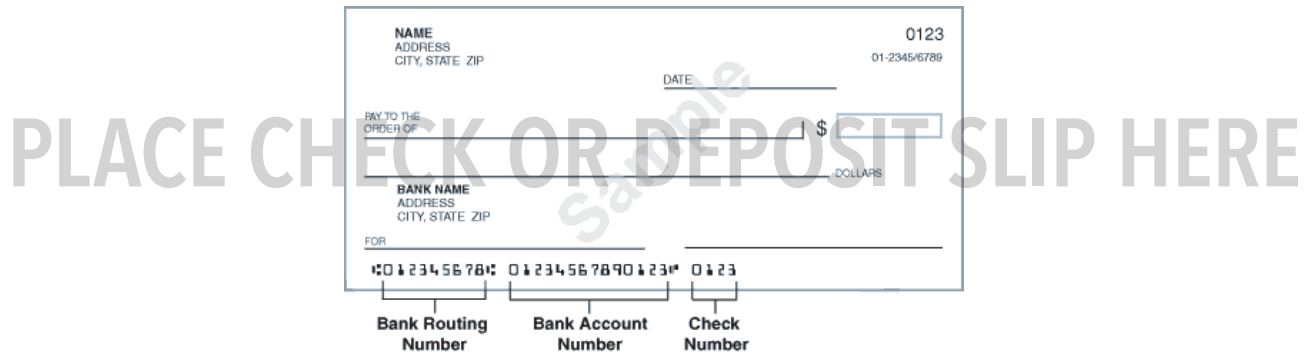 PLACE CHECK OR DEPOSIT SLIP HERE
NAME
ADDRESS
CITY, STATE ZIP
0123
01-2345/6789
DATE
PAY TO THE
ORDER OF
$
DOLLARS
Sample
BANK NAME
ADDRESS
CITY, STATE ZIP
FOR
⑆012345678⑆ 01234567890123⑈ 0123
Bank Routing
Number
Bank Account
Number
Check
Number